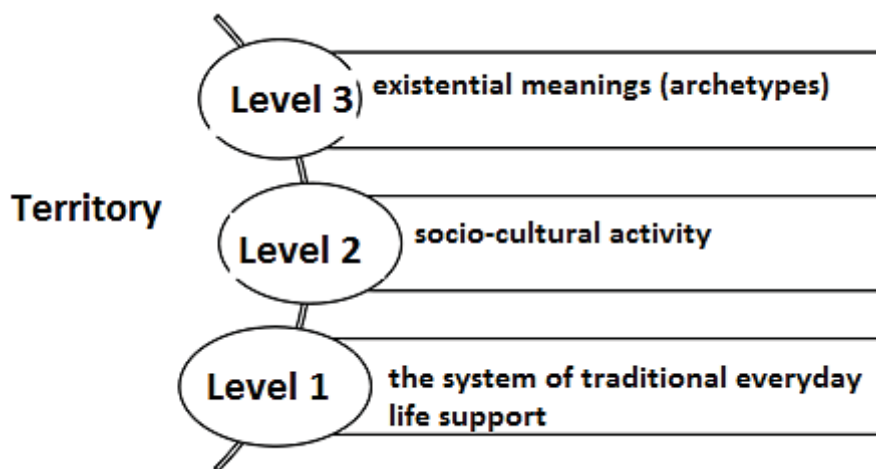 Level 3
existential meanings (archetypes)
Territory
Level 2
socio-cultural activity
Level 1
the system of traditional everyday
life support